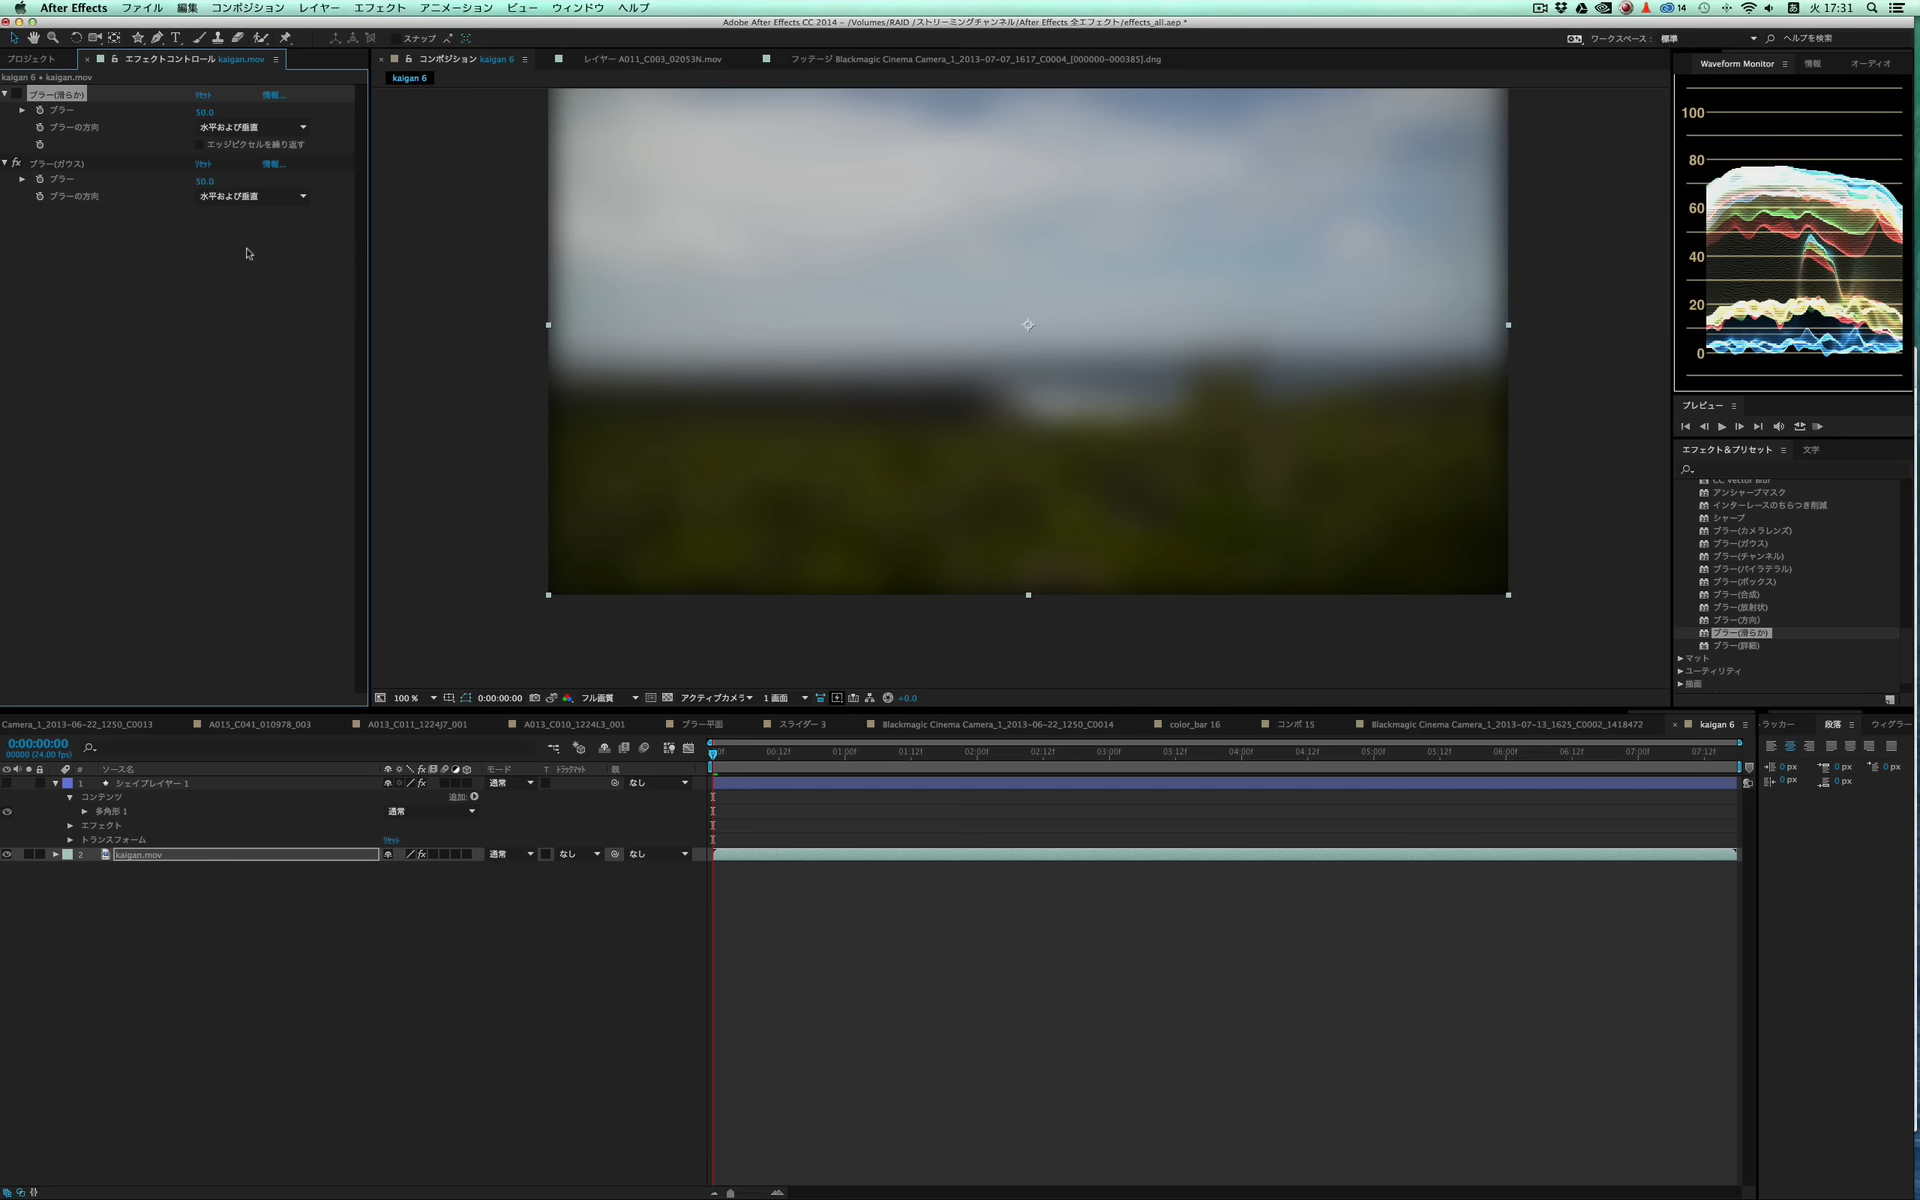 After Effects ファイル 編集 コンポジション レイヤー エフェクト アニメーション ビュー ウィンドウ ヘルプ 14 火 17:31
Adobe After Effects CC 2014 - /Volumes/RAID /ストリーミングチャンネル/After Effects 全エフェクト/effects_all.aep *
スナップ ワークスペース: 標準 ヘルプを検索
プロジェクト × エフェクトコントロール kaigan.mov
× コンポジション kaigan 6 レイヤー A011_C003_02053N.mov フッテージ Blackmagic Cinema Camera_1_2013-07-07_1617_C0004_[000000-000385].dng
Waveform Monitor 情報 オーディオ
kaigan 6 • kaigan.mov
kaigan 6
ブラー(滑らか) リセット 情報...
ブラー 50.0
ブラーの方向 水平および垂直
エッジピクセルを繰り返す
fx ブラー(ガウス) リセット 情報...
ブラー 50.0
ブラーの方向 水平および垂直
100
80
60
40
20
0
プレビュー
エフェクト＆プリセット 文字
CC Vector Blur
アンシャープマスク
インターレースのちらつき削減
シャープ
ブラー(カメラレンズ)
ブラー(ガウス)
ブラー(チャンネル)
ブラー(バイラテラル)
ブラー(ボックス)
ブラー(合成)
ブラー(放射状)
ブラー(方向)
ブラー(滑らか)
ブラー(詳細)
マット
ユーティリティ
描画
100 % 0:00:00:00 フル画質 アクティブカメラ 1 画面 +0.0
Camera_1_2013-06-22_1250_C0013 A015_C041_010978_003 A013_C011_1224J7_001 A013_C010_1224L3_001 ブラー平面 スライダー 3 Blackmagic Cinema Camera_1_2013-06-22_1250_C0014 color_bar 16 コンポ 15 Blackmagic Cinema Camera_1_2013-07-13_1625_C0002_1418472 × kaigan 6
ラッカー 段落 ウィグラー
0:00:00:00
00000 (24.00 fps)
00:12f 01:00f 01:12f 02:00f 02:12f 03:00f 03:12f 04:00f 04:12f 05:00f 05:12f 06:00f 06:12f 07:00f 07:12f
# ソース名 モード T トラックマット 親
1 シェイプレイヤー 1 通常 なし
コンテンツ 追加:
多角形 1 通常
エフェクト
トランスフォーム リセット
2 kaigan.mov 通常 なし なし
0 px 0 px 0 px
0 px 0 px